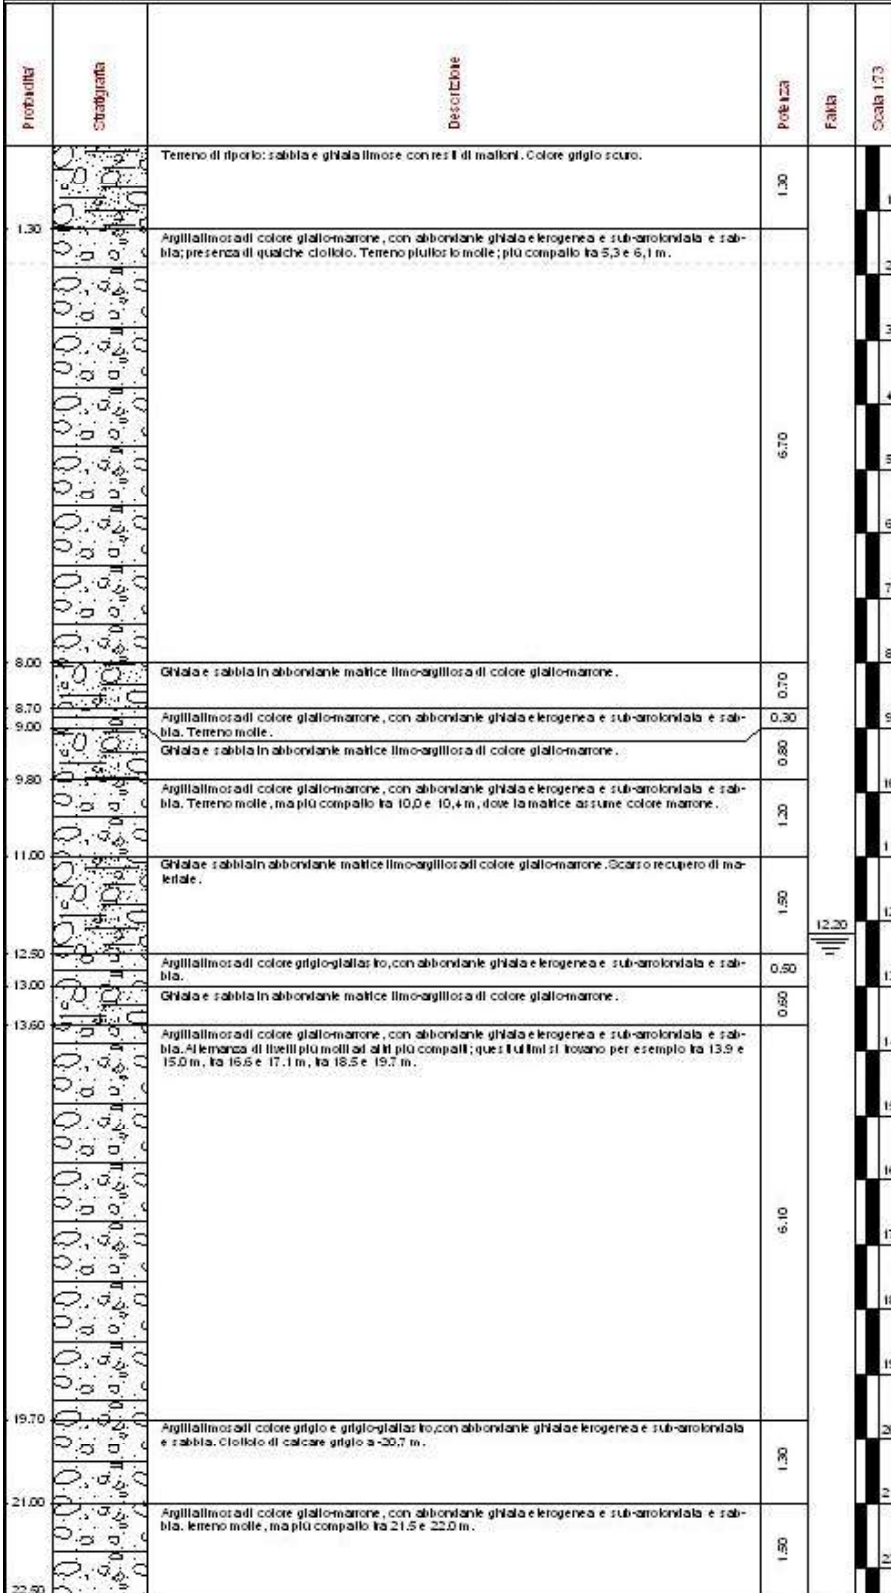 Profondita'
Stratigrafia
Descrizione
Potenza
Falda
Scala 1:73
Terreno di riporto: sabbia e ghiaia limose con resti di mattoni. Colore grigio scuro.
1.30
1
1.30
Argilla limosa di colore giallo-marrone, con abbondante ghiaia eterogenea e sub-arrotondata e sab-
bia; presenza di qualche ciottolo. Terreno piuttosto molle; più compatto tra 5,3 e 6,1 m.
2
3
4
6.70
5
6
7
8
8.00
Ghiaia e sabbia in abbondante matrice limo-argillosa di colore giallo-marrone.
0.70
8.70
Argilla limosa di colore giallo-marrone, con abbondante ghiaia eterogenea e sub-arrotondata e sab-
bia. Terreno molle.
0.30
9
9.00
Ghiaia e sabbia in abbondante matrice limo-argillosa di colore giallo-marrone.
0.80
9.80
Argilla limosa di colore giallo-marrone, con abbondante ghiaia eterogenea e sub-arrotondata e sab-
bia. Terreno molle, ma più compatto tra 10,0 e 10,4 m, dove la matrice assume colore marrone.
1.20
11.00
Ghiaia e sabbia in abbondante matrice limo-argillosa di colore giallo-marrone. Scarso recupero di ma-
teriale.
1.50
12.20
12.50
Argilla limosa di colore grigio-giallastro, con abbondante ghiaia eterogenea e sub-arrotondata e sab-
bia.
0.50
13.00
Ghiaia e sabbia in abbondante matrice limo-argillosa di colore giallo-marrone.
0.60
13.60
Argilla limosa di colore giallo-marrone, con abbondante ghiaia eterogenea e sub-arrotondata e sab-
bia. Alternanza di livelli più molli ad altri più compatti; questi ultimi si trovano per esempio tra 13.9 e
15.0 m, tra 16.6 e 17.1 m, tra 18.5 e 19.7 m.
6.10
19.70
Argilla limosa di colore grigio e grigio-giallastro, con abbondante ghiaia eterogenea e sub-arrotondata
e sabbia. Ciottolo di calcare grigio a -20,7 m.
1.30
21.00
Argilla limosa di colore giallo-marrone, con abbondante ghiaia eterogenea e sub-arrotondata e sab-
bia. terreno molle, ma più compatto tra 21.5 e 22.0 m.
1.50
22.50